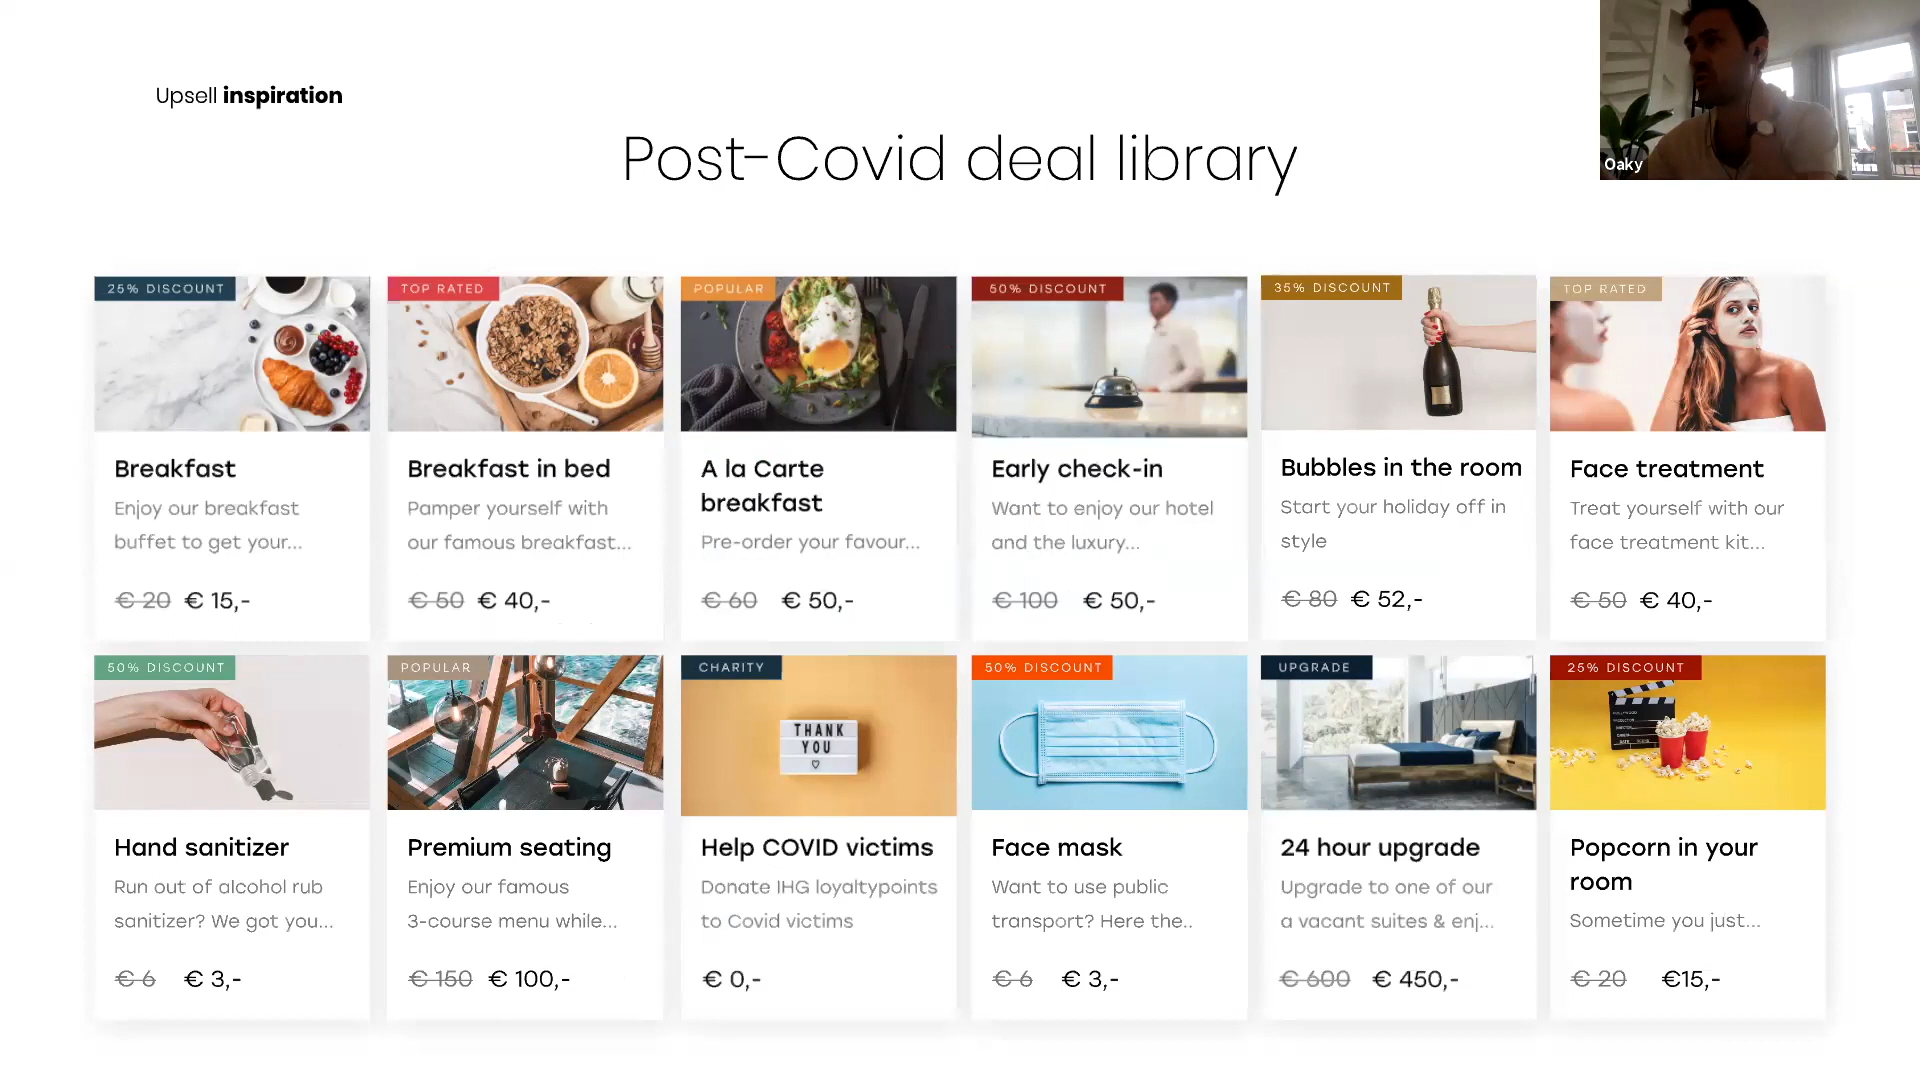 Upsell inspiration
Oaky
Post-Covid deal library
25% DISCOUNT
Breakfast
Enjoy our breakfast
buffet to get your...
€ 20 € 15,-
TOP RATED
Breakfast in bed
Pamper yourself with
our famous breakfast...
€ 50 € 40,-
POPULAR
A la Carte
breakfast
Pre-order your favour...
€ 60 € 50,-
50% DISCOUNT
Early check-in
Want to enjoy our hotel
and the luxury...
€ 100 € 50,-
35% DISCOUNT
Bubbles in the room
Start your holiday off in
style
€ 80 € 52,-
TOP RATED
Face treatment
Treat yourself with our
face treatment kit...
€ 50 € 40,-
50% DISCOUNT
Hand sanitizer
Run out of alcohol rub
sanitizer? We got you...
€ 6 € 3,-
POPULAR
Premium seating
Enjoy our famous
3-course menu while...
€ 150 € 100,-
CHARITY
THANK
YOU
Help COVID victims
Donate IHG loyaltypoints
to Covid victims
€ 0,-
50% DISCOUNT
Face mask
Want to use public
transport? Here the..
€ 6 € 3,-
UPGRADE
24 hour upgrade
Upgrade to one of our
a vacant suites & enj...
€ 600 € 450,-
25% DISCOUNT
Popcorn in your
room
Sometime you just...
€ 20 €15,-